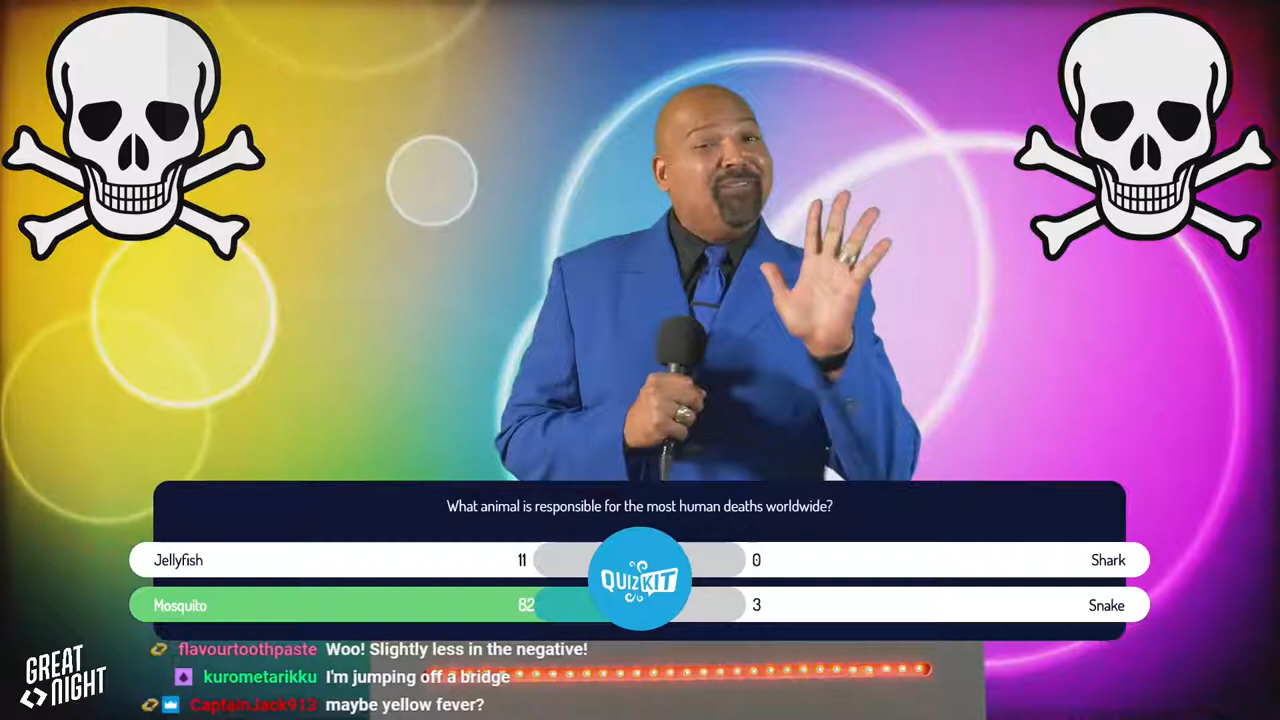 What animal is responsible for the most human deaths worldwide?
Jellyfish 11 0 Shark
QUIZKIT
Mosquito 82 3 Snake
flavourtoothpaste Woo! Slightly less in the negative!
kurometarikku I'm jumping off a bridge
CaptainJack913 maybe yellow fever?
GREAT
NIGHT